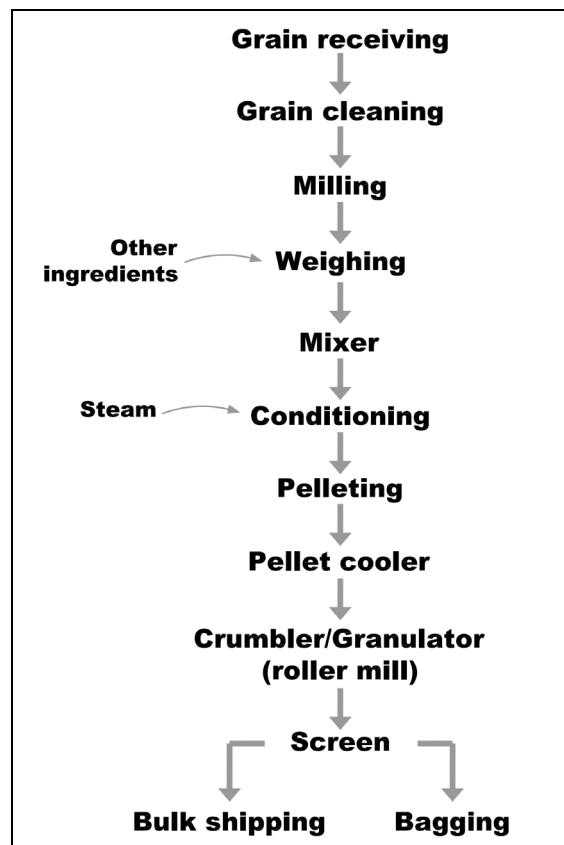 Grain receiving
Grain cleaning
Milling
Other
ingredients
Weighing
Mixer
Steam
Conditioning
Pelleting
Pellet cooler
Crumbler/Granulator
(roller mill)
Screen
Bulk shipping
Bagging